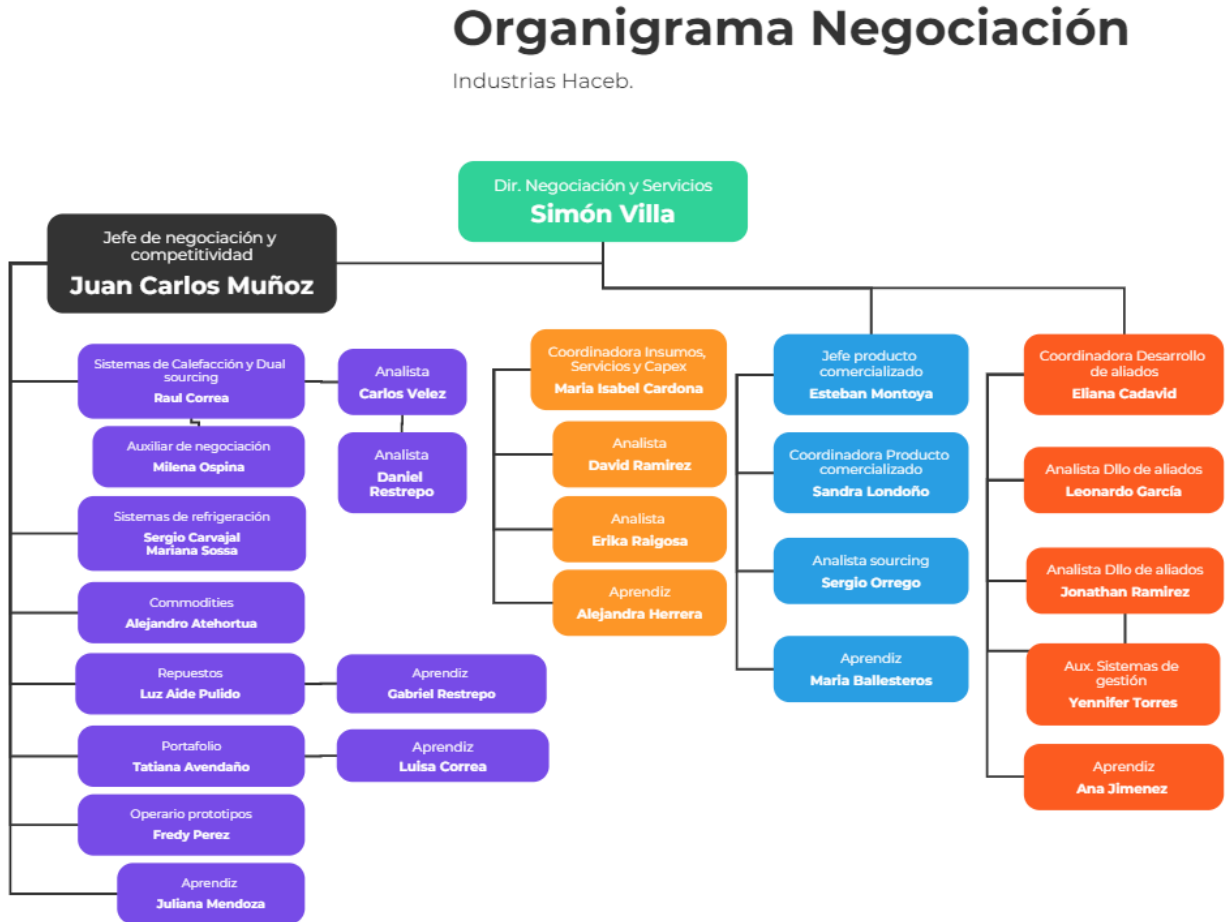 Organigrama Negociación
Industrias Haceb.
Dir. Negociación y Servicios
Simón Villa
Jefe de negociación y
competitividad
Juan Carlos Muñoz
Sistemas de Calefacción y Dual
sourcing
Raul Correa
Analista
Carlos Velez
Auxiliar de negociación
Milena Ospina
Analista
Daniel
Restrepo
Sistemas de refrigeración
Sergio Carvajal
Mariana Sossa
Commodities
Alejandro Atehortua
Repuestos
Luz Aide Pulido
Aprendiz
Gabriel Restrepo
Portafolio
Tatiana Avendaño
Aprendiz
Luisa Correa
Operario prototipos
Fredy Perez
Aprendiz
Juliana Mendoza
Coordinadora Insumos,
Servicios y Capex
Maria Isabel Cardona
Analista
David Ramirez
Analista
Erika Raigosa
Aprendiz
Alejandra Herrera
Jefe producto
comercializado
Esteban Montoya
Coordinadora Producto
comercializado
Sandra Londoño
Analista sourcing
Sergio Orrego
Aprendiz
Maria Ballesteros
Coordinadora Desarrollo
de aliados
Eliana Cadavid
Analista Dllo de aliados
Leonardo García
Analista Dllo de aliados
Jonathan Ramirez
Aux. Sistemas de
gestión
Yennifer Torres
Aprendiz
Ana Jimenez